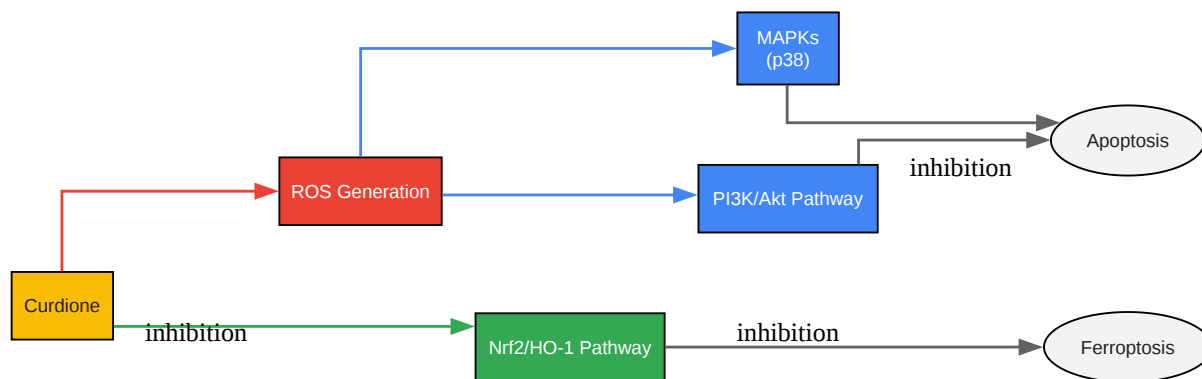 MAPKs
(p38)
Apoptosis
inhibition
ROS Generation
PI3K/Akt Pathway
Curdione
inhibition
Nrf2/HO-1 Pathway
inhibition
Ferroptosis